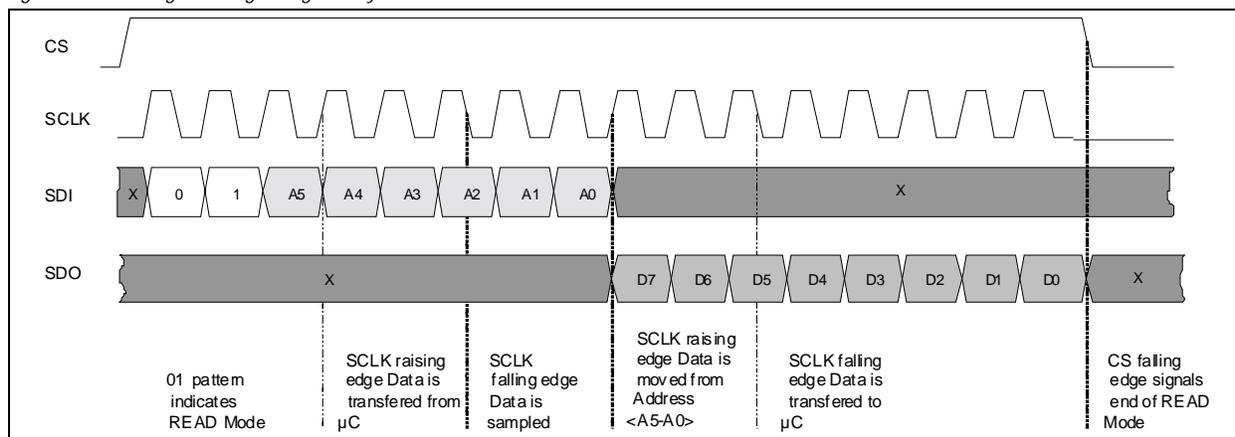 CS
SCLK
SDI
X
0
1
A5
A4
A3
A2
A1
A0
X
SDO
X
D7
D6
D5
D4
D3
D2
D1
D0
X
01 pattern
indicates
READ Mode
SCLK raising
edge Data is
transfered from
µC
SCLK
falling edge
Data is
sampled
SCLK raising
edge Data is
moved from
Address
<A5-A0>
SCLK falling
edge Data is
transfered to
µC
CS falling
edge signals
end of READ
Mode